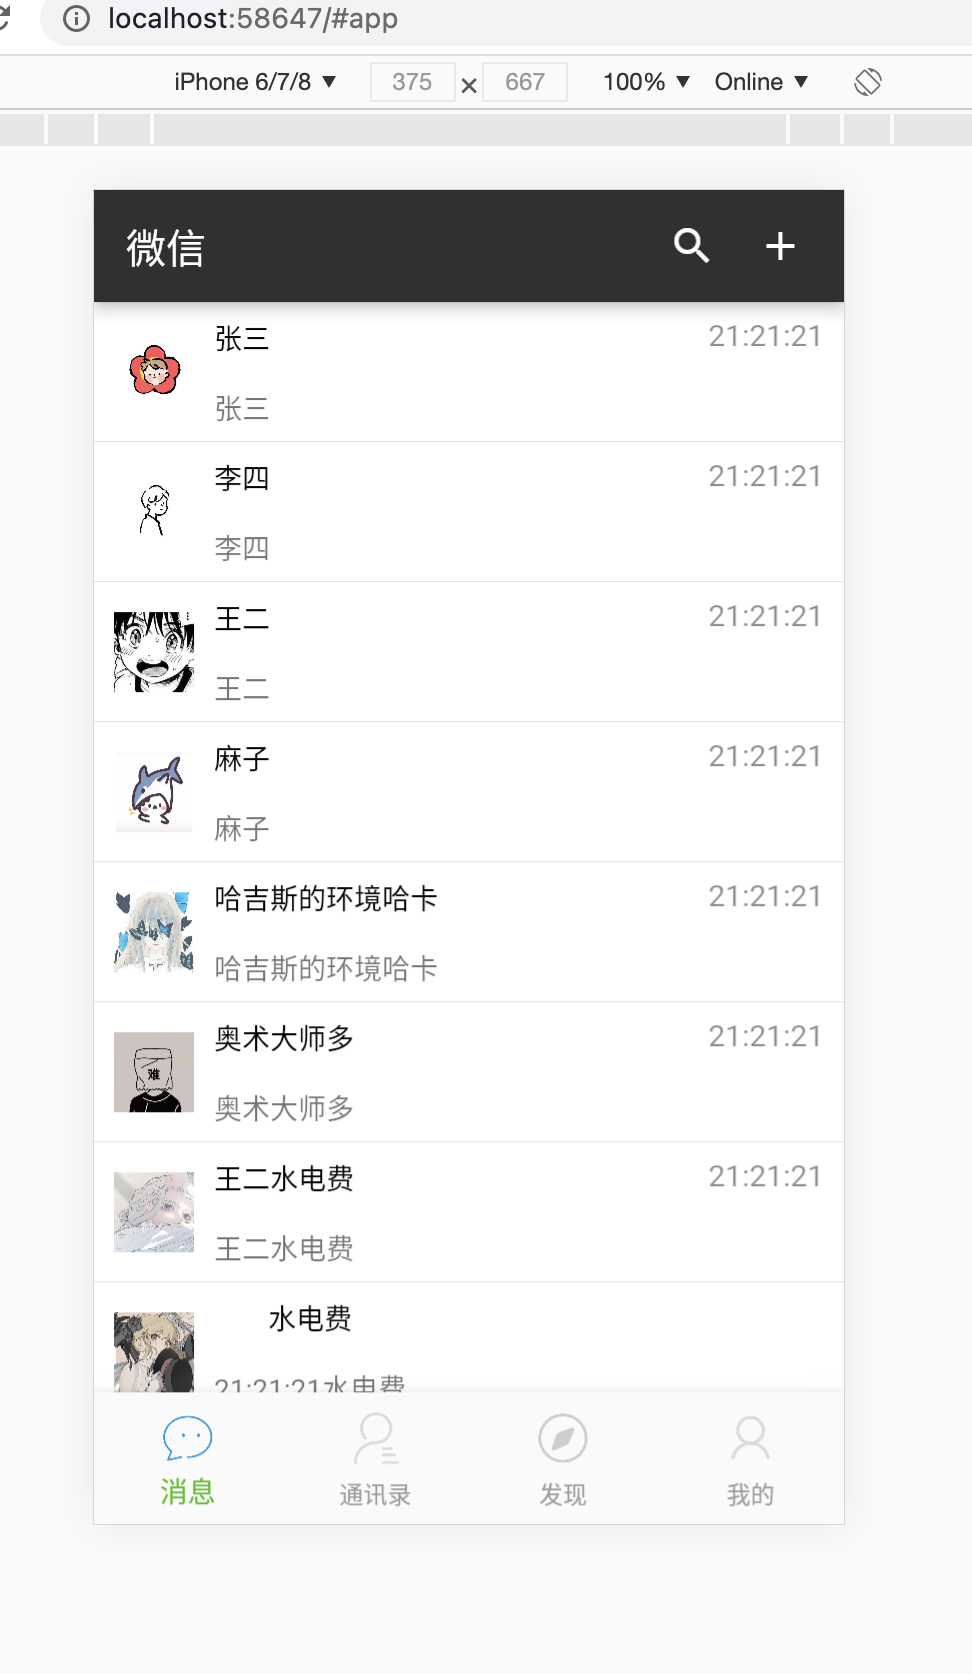 localhost:58647/#app
iPhone 6/7/8 ▼ 375 × 667 100% ▼ Online ▼
微信
张三 21:21:21
张三
李四 21:21:21
李四
王二 21:21:21
王二
麻子 21:21:21
麻子
哈吉斯的环境哈卡 21:21:21
哈吉斯的环境哈卡
奥术大师多 21:21:21
奥术大师多
难
王二水电费 21:21:21
王二水电费
水电费
21:21:21水电费
消息 通讯录 发现 我的